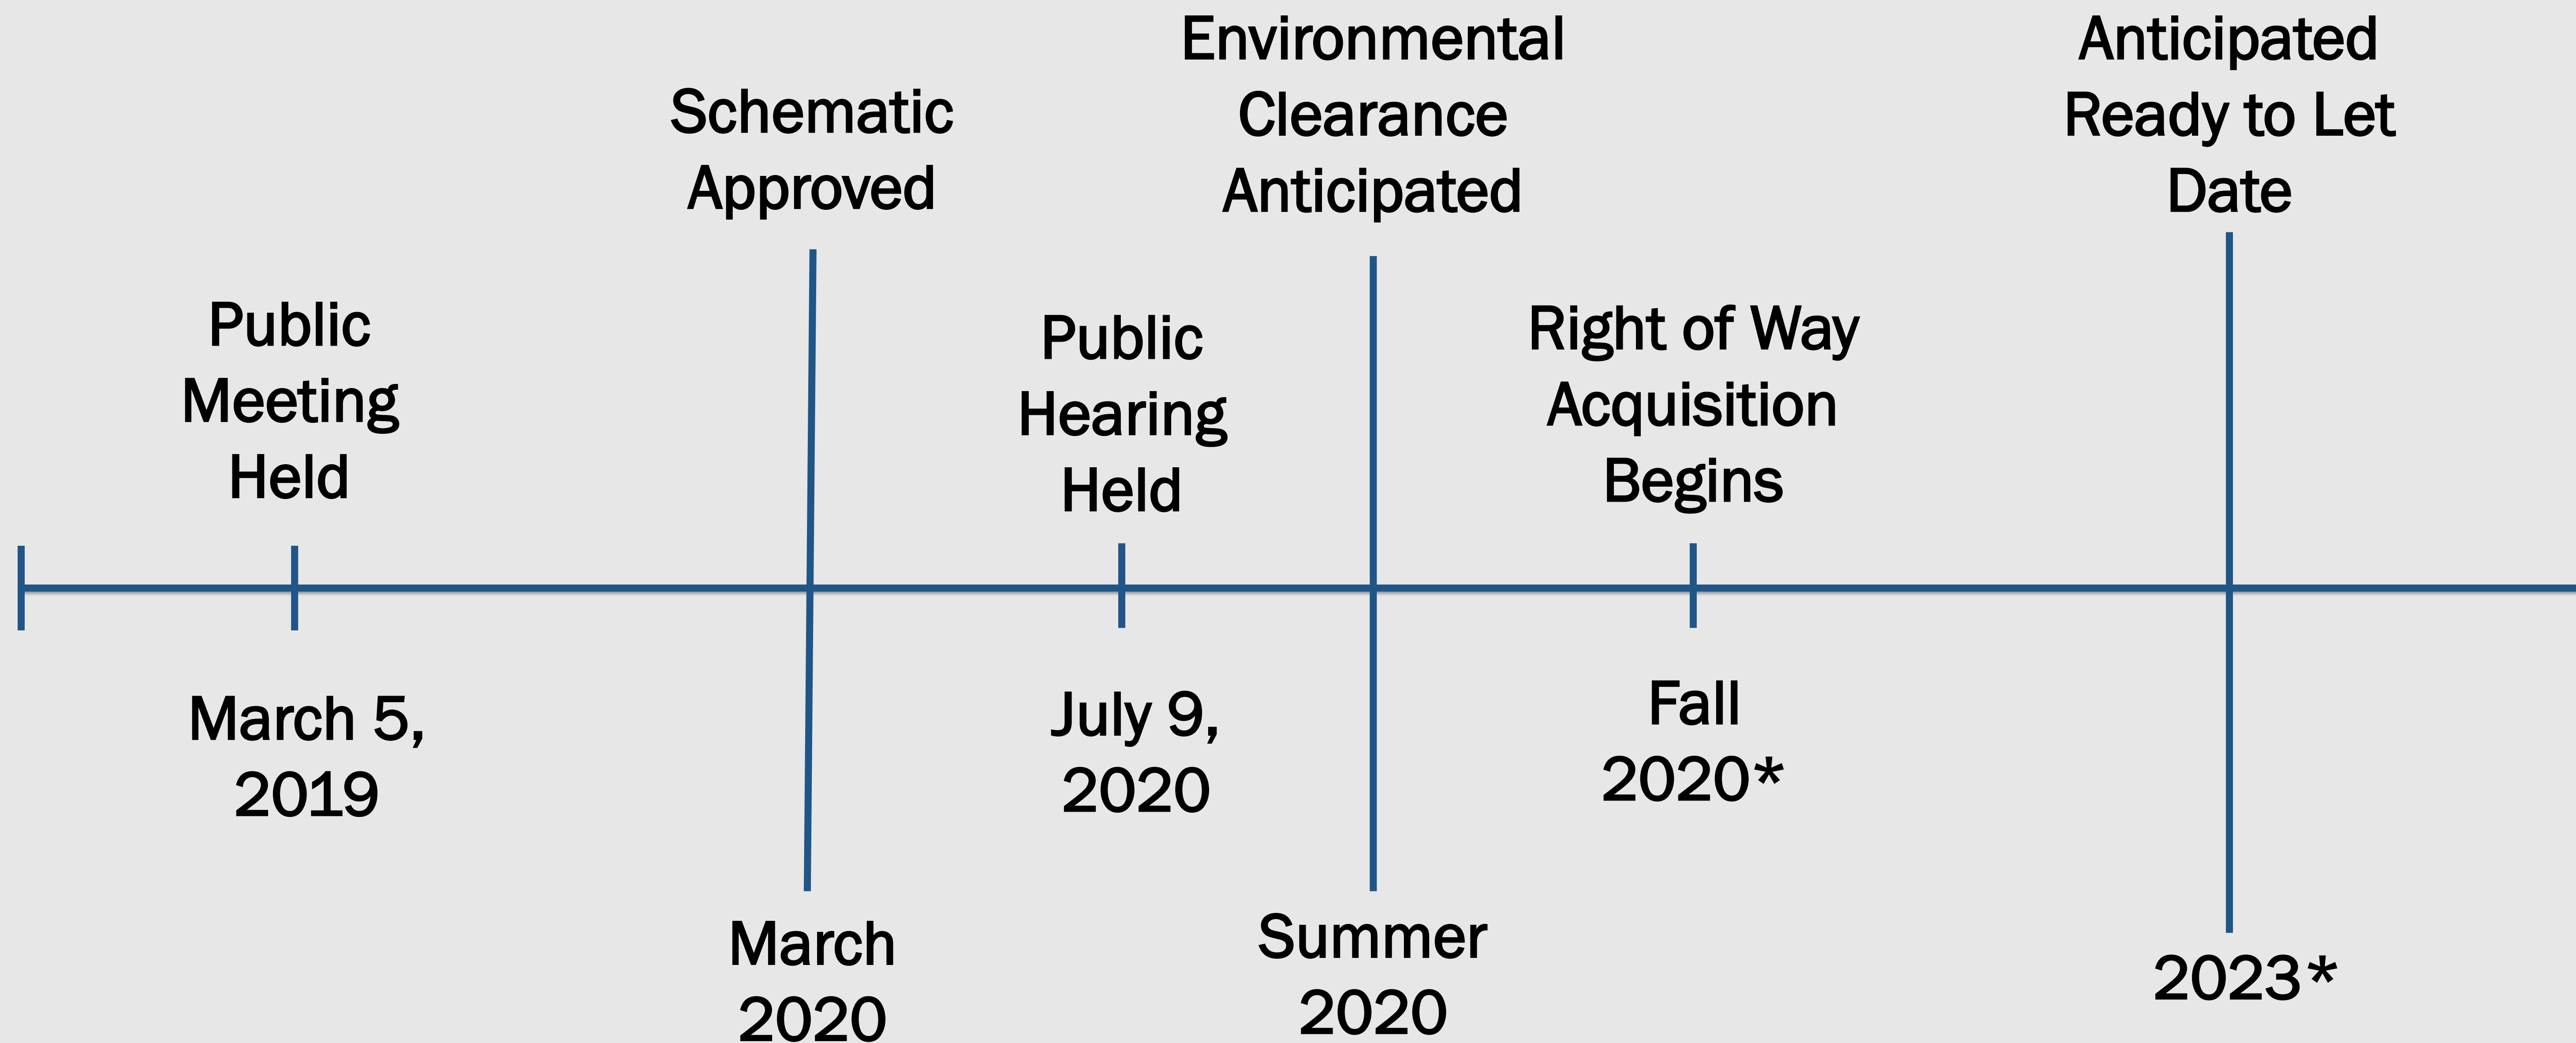 Public
Meeting
Held
March 5,
2019
Schematic
Approved
March
2020
Public
Hearing
Held
July 9,
2020
Environmental
Clearance
Anticipated
Summer
2020
Right of Way
Acquisition
Begins
Fall
2020*
Anticipated
Ready to Let
Date
2023*